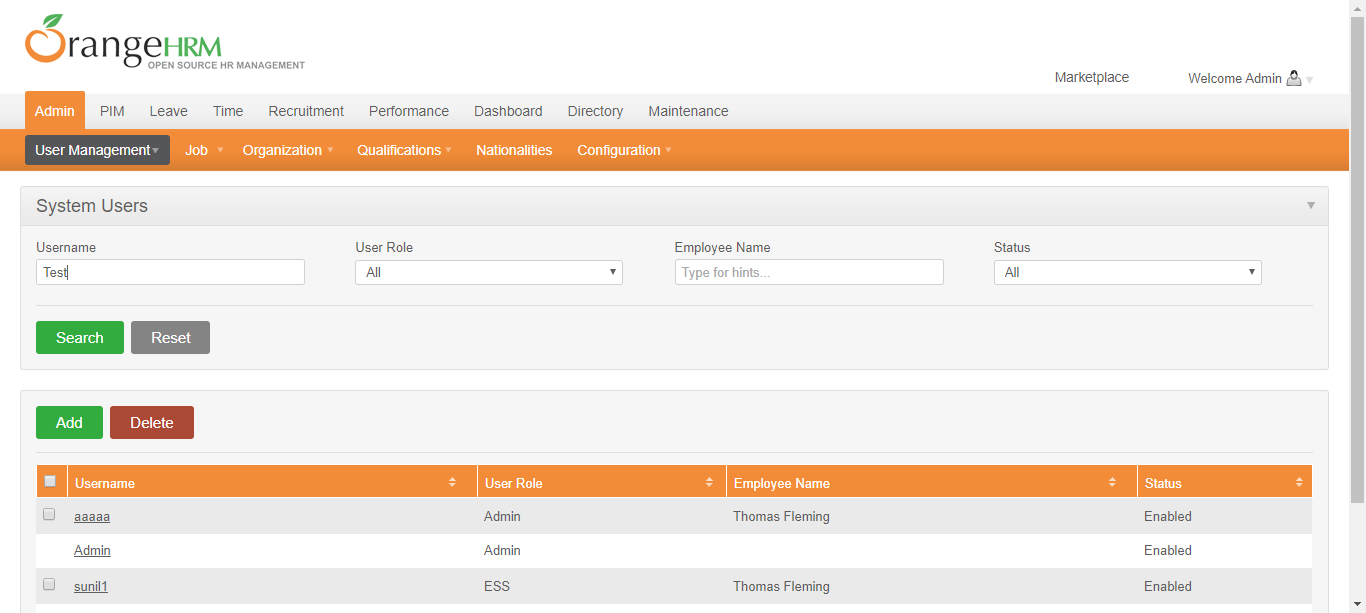 OrangeHRM
OPEN SOURCE HR MANAGEMENT
Marketplace Welcome Admin
Admin PIM Leave Time Recruitment Performance Dashboard Directory Maintenance
User Management Job Organization Qualifications Nationalities Configuration
System Users
Username User Role Employee Name Status
Test All Type for hints... All
Search Reset
Add Delete
Username User Role Employee Name Status
aaaaa Admin Thomas Fleming Enabled
Admin Admin Enabled
sunil1 ESS Thomas Fleming Enabled